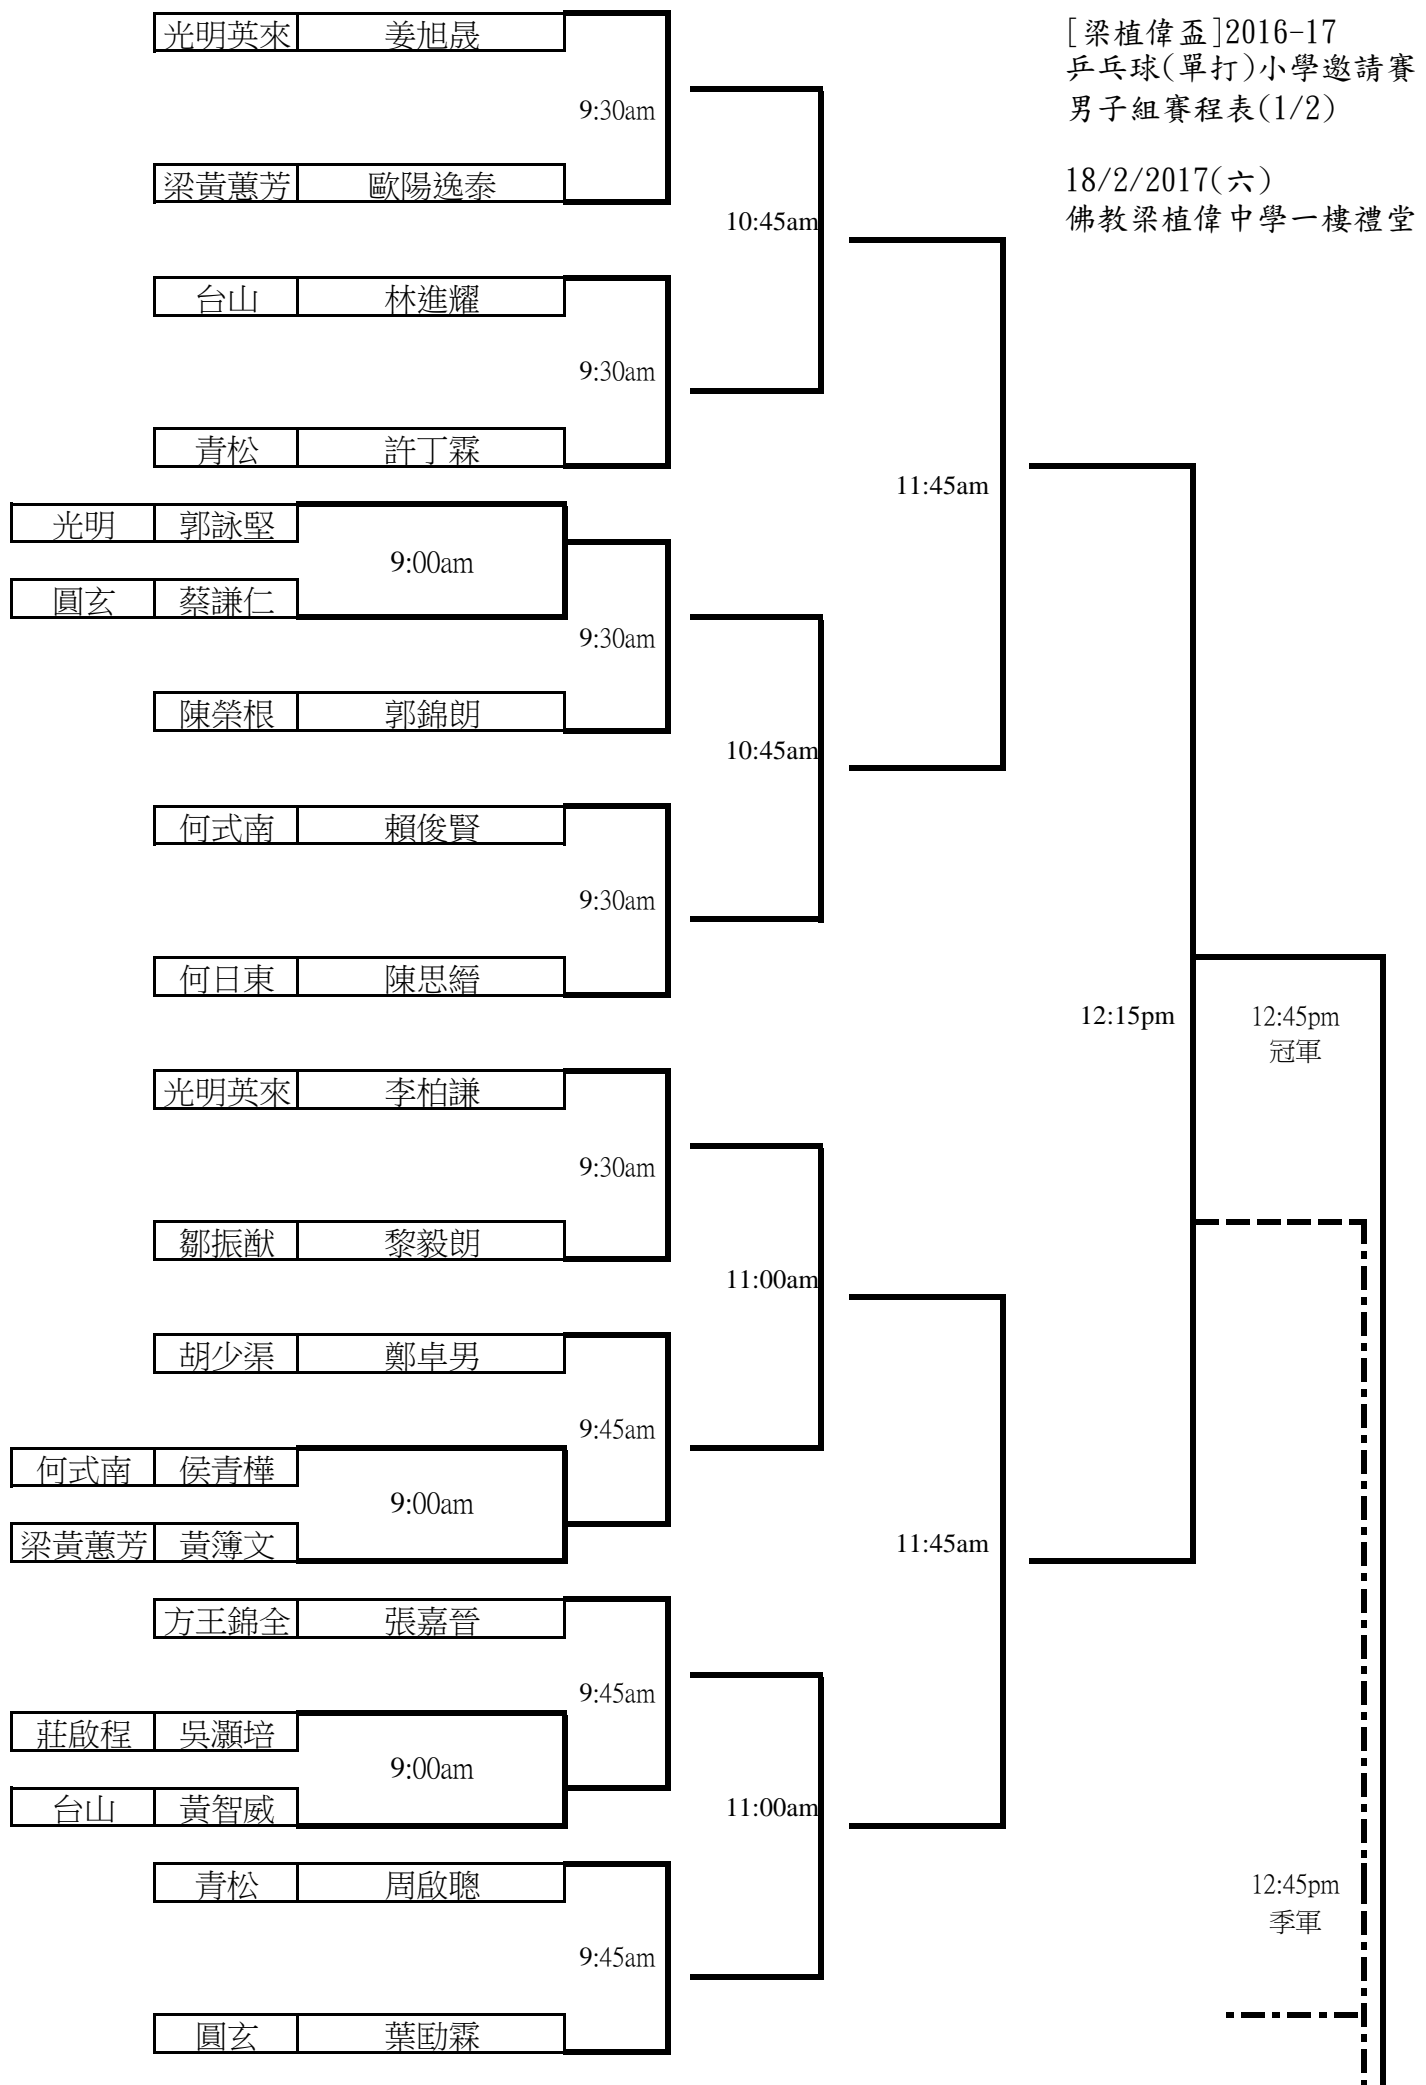 [梁植偉盃]2016-17
乒乓球(單打)小學邀請賽
男子組賽程表(1/2)
18/2/2017(六)
佛教梁植偉中學一樓禮堂
光明英來 姜旭晟
9:30am
梁黃蕙芳 歐陽逸泰
10:45am
台山 林進耀
9:30am
青松 許丁霖
11:45am
光明 郭詠堅
9:00am
圓玄 蔡謙仁
9:30am
陳榮根 郭錦朗
10:45am
何式南 賴俊賢
9:30am
何日東 陳思縉
12:15pm
12:45pm
冠軍
光明英來 李柏謙
9:30am
鄒振猷 黎毅朗
11:00am
胡少渠 鄭卓男
9:45am
何式南 侯青樺
9:00am
梁黃蕙芳 黃簿文
11:45am
方王錦全 張嘉晉
9:45am
莊啟程 吳灝培
9:00am
台山 黃智威
11:00am
青松 周啟聰
12:45pm
季軍
9:45am
圓玄 葉劻霖